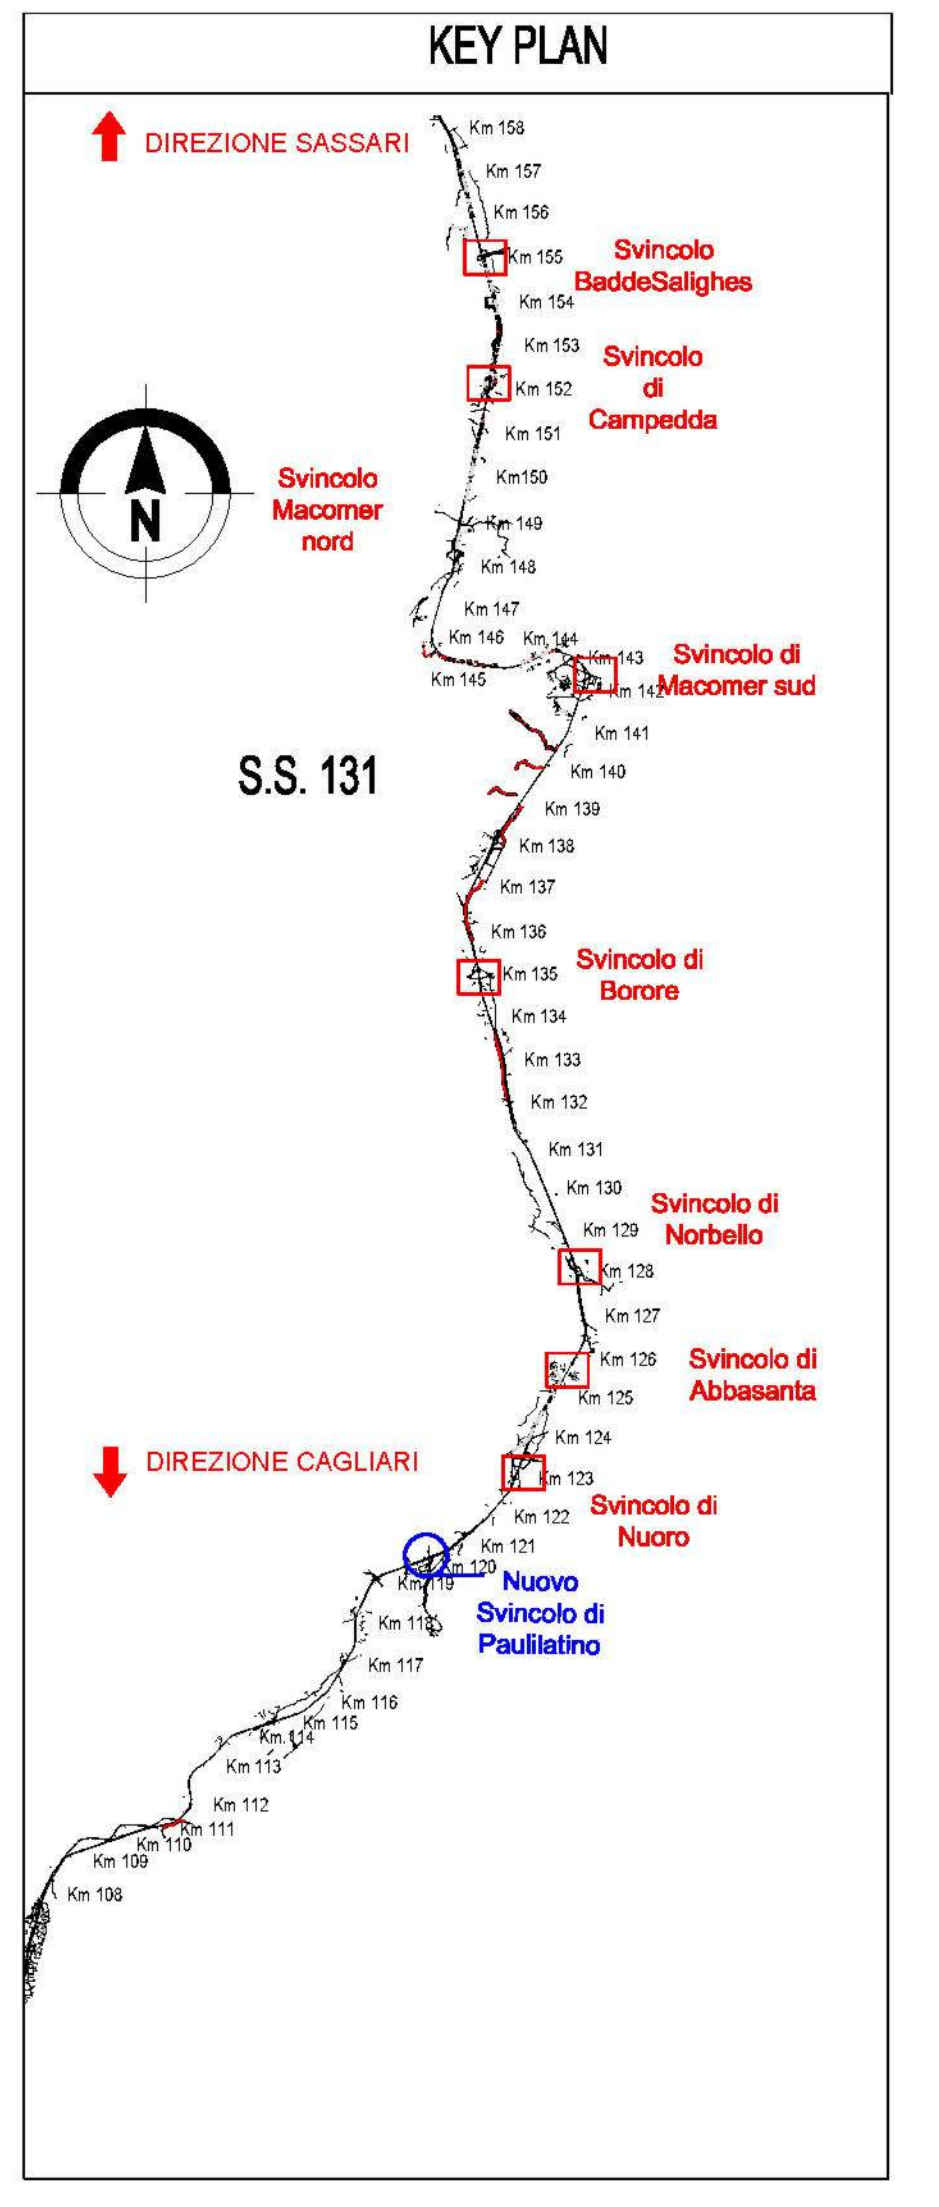 KEY PLAN
DIREZIONE SASSARI
Km 158
Km 157
Km 156
Km 155
Svincolo
BaddeSalighes
Km 154
Km 153
Km 152
Svincolo
di
Campedda
Km 151
Km150
Svincolo
Macomer
nord
N
Km 149
Km 148
Km 147
Km 146
Km 144
Km 145
Km 143
Km 142
Svincolo di
Macomer sud
Km 141
S.S. 131
Km 140
Km 139
Km 138
Km 137
Km 136
Km 135
Svincolo di
Borore
Km 134
Km 133
Km 132
Km 131
Km 130
Km 129
Svincolo di
Norbello
Km 128
Km 127
Km 126
Svincolo di
Abbasanta
Km 125
Km 124
DIREZIONE CAGLIARI
Km 123
Svincolo di
Nuoro
Km 122
Km 121
Km 120
Km 119
Nuovo
Svincolo di
Paulilatino
Km 118
Km 117
Km 116
Km 115
Km. 114
Km 113
Km 112
Km 111
Km 110
Km 109
Km 108